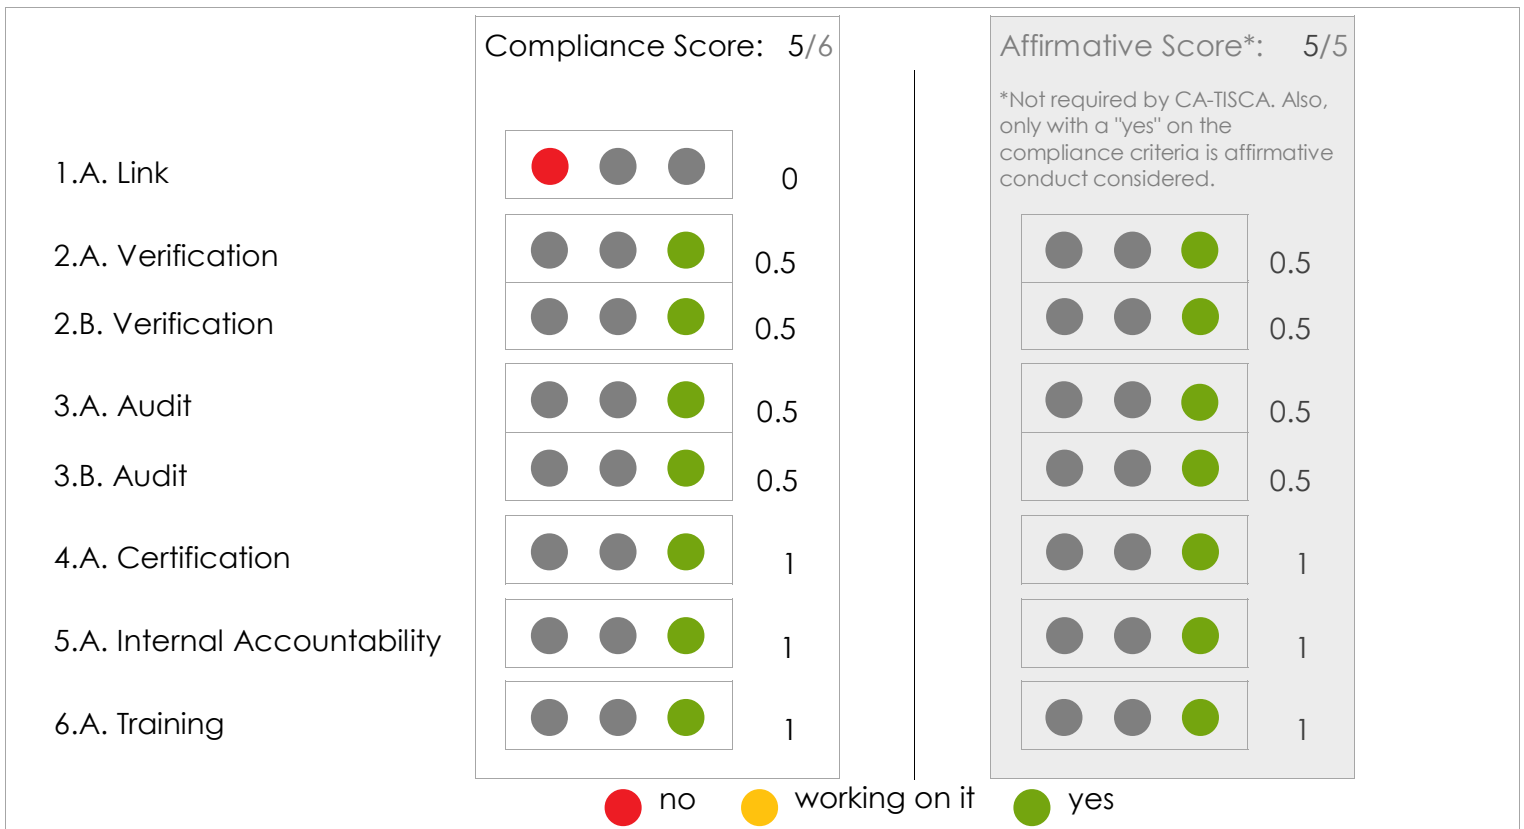 Compliance Score: 5/6
Affirmative Score*: 5/5
*Not required by CA-TISCA. Also,
only with a "yes" on the
compliance criteria is affirmative
conduct considered.
1.A. Link 0
2.A. Verification 0.5 0.5
2.B. Verification 0.5 0.5
3.A. Audit 0.5 0.5
3.B. Audit 0.5 0.5
4.A. Certification 1 1
5.A. Internal Accountability 1 1
6.A. Training 1 1
no working on it yes